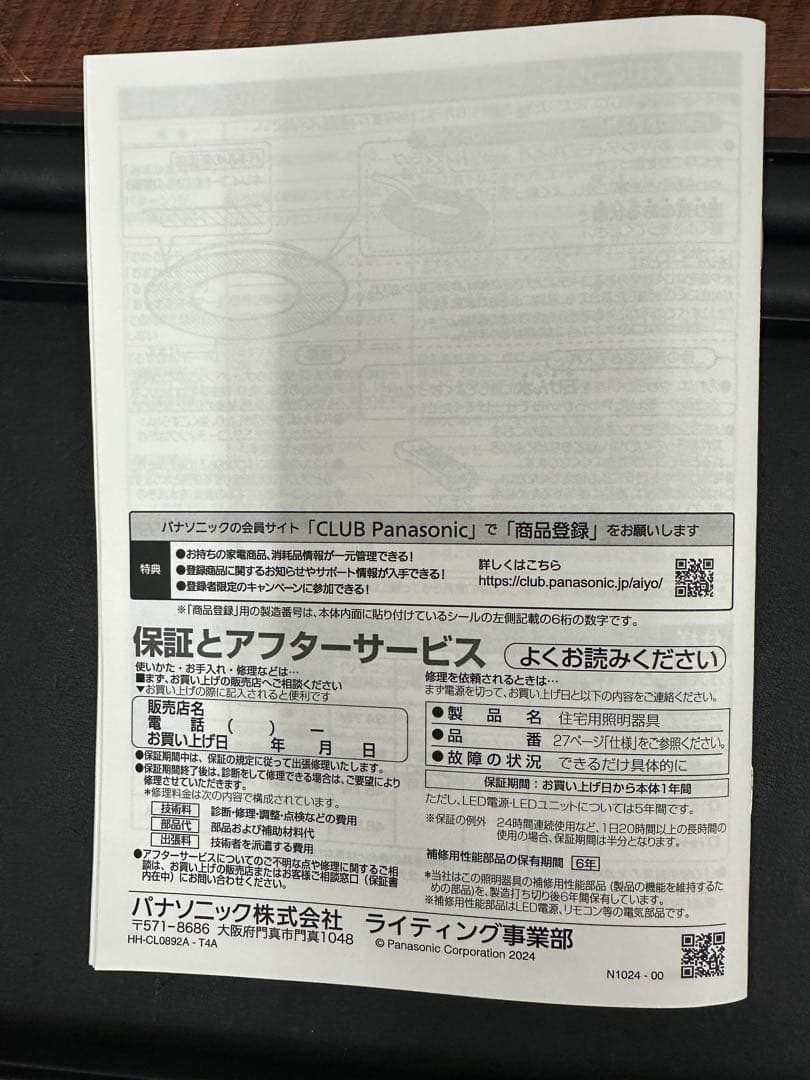 パナソニックの会員サイト「CLUB Panasonic」で「商品登録」をお願いします
特典
●お持ちの家電商品、消耗品情報が一元管理できる！
●登録商品に関するお知らせやサポート情報が入手できる！
●登録者限定のキャンペーンに参加できる！
詳しくはこちら
https://club.panasonic.jp/aiyo/
※「商品登録」用の製造番号は、本体内面に貼り付けているシールの左側記載の6桁の数字です。
保証とアフターサービス
よくお読みください
使いかた・お手入れ・修理などは…
■まず、お買い上げの販売店へご相談ください
▼お買い上げの際に記入されると便利です
販売店名
電話 （　　） ―
お買い上げ日　年　月　日
●保証期間中は、保証の規定に従って出張修理いたします。
●保証期間終了後は、診断をして修理できる場合は、ご要望により
修理させていただきます。
＊修理料金は次の内容で構成されています。
技術料 診断・修理・調整・点検などの費用
部品代 部品および補助材料代
出張料 技術者を派遣する費用
●アフターサービスについてのご不明な点や修理に関するご相
談は、お買い上げの販売店またはお客様ご相談窓口（保証書
内在中）にお問い合わせください。
修理を依頼されるときは…
まず電源を切って、お買い上げ日と以下の内容をご連絡ください。
●製品名 住宅用照明器具
●品番 27ページ「仕様」をご参照ください。
●故障の状況 できるだけ具体的に
保証期間：お買い上げ日から本体1年間
ただし、LED電源・LEDユニットについては5年間です。
※保証の例外 24時間連続使用など、1日20時間以上の長時間の
使用の場合、保証期間は半分となります。
補修用性能部品の保有期間 6年
＊当社はこの照明器具の補修用性能部品（製品の機能を維持するた
めの部品）を、製造打ち切り後6年間保有しています。
※補修用性能部品はLED電源、リモコン等の電気部品です。
パナソニック株式会社 ライティング事業部
〒571-8686 大阪府門真市門真1048
© Panasonic Corporation 2024
HH-CL0892A - T4A
N1024 - 00